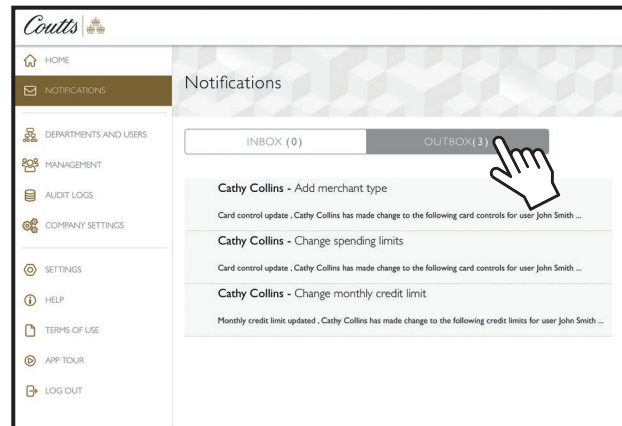 Coutts
HOME
NOTIFICATIONS
DEPARTMENTS AND USERS
MANAGEMENT
AUDIT LOGS
COMPANY SETTINGS
SETTINGS
HELP
TERMS OF USE
APP TOUR
LOG OUT
Notifications
INBOX (0)
OUTBOX(3)
Cathy Collins - Add merchant type
Card control update , Cathy Collins has made change to the following card controls for user John Smith ...
Cathy Collins - Change spending limits
Card control update , Cathy Collins has made change to the following card controls for user John Smith ...
Cathy Collins - Change monthly credit limit
Monthly credit limit updated , Cathy Collins has made change to the following credit limits for user John Smith ...